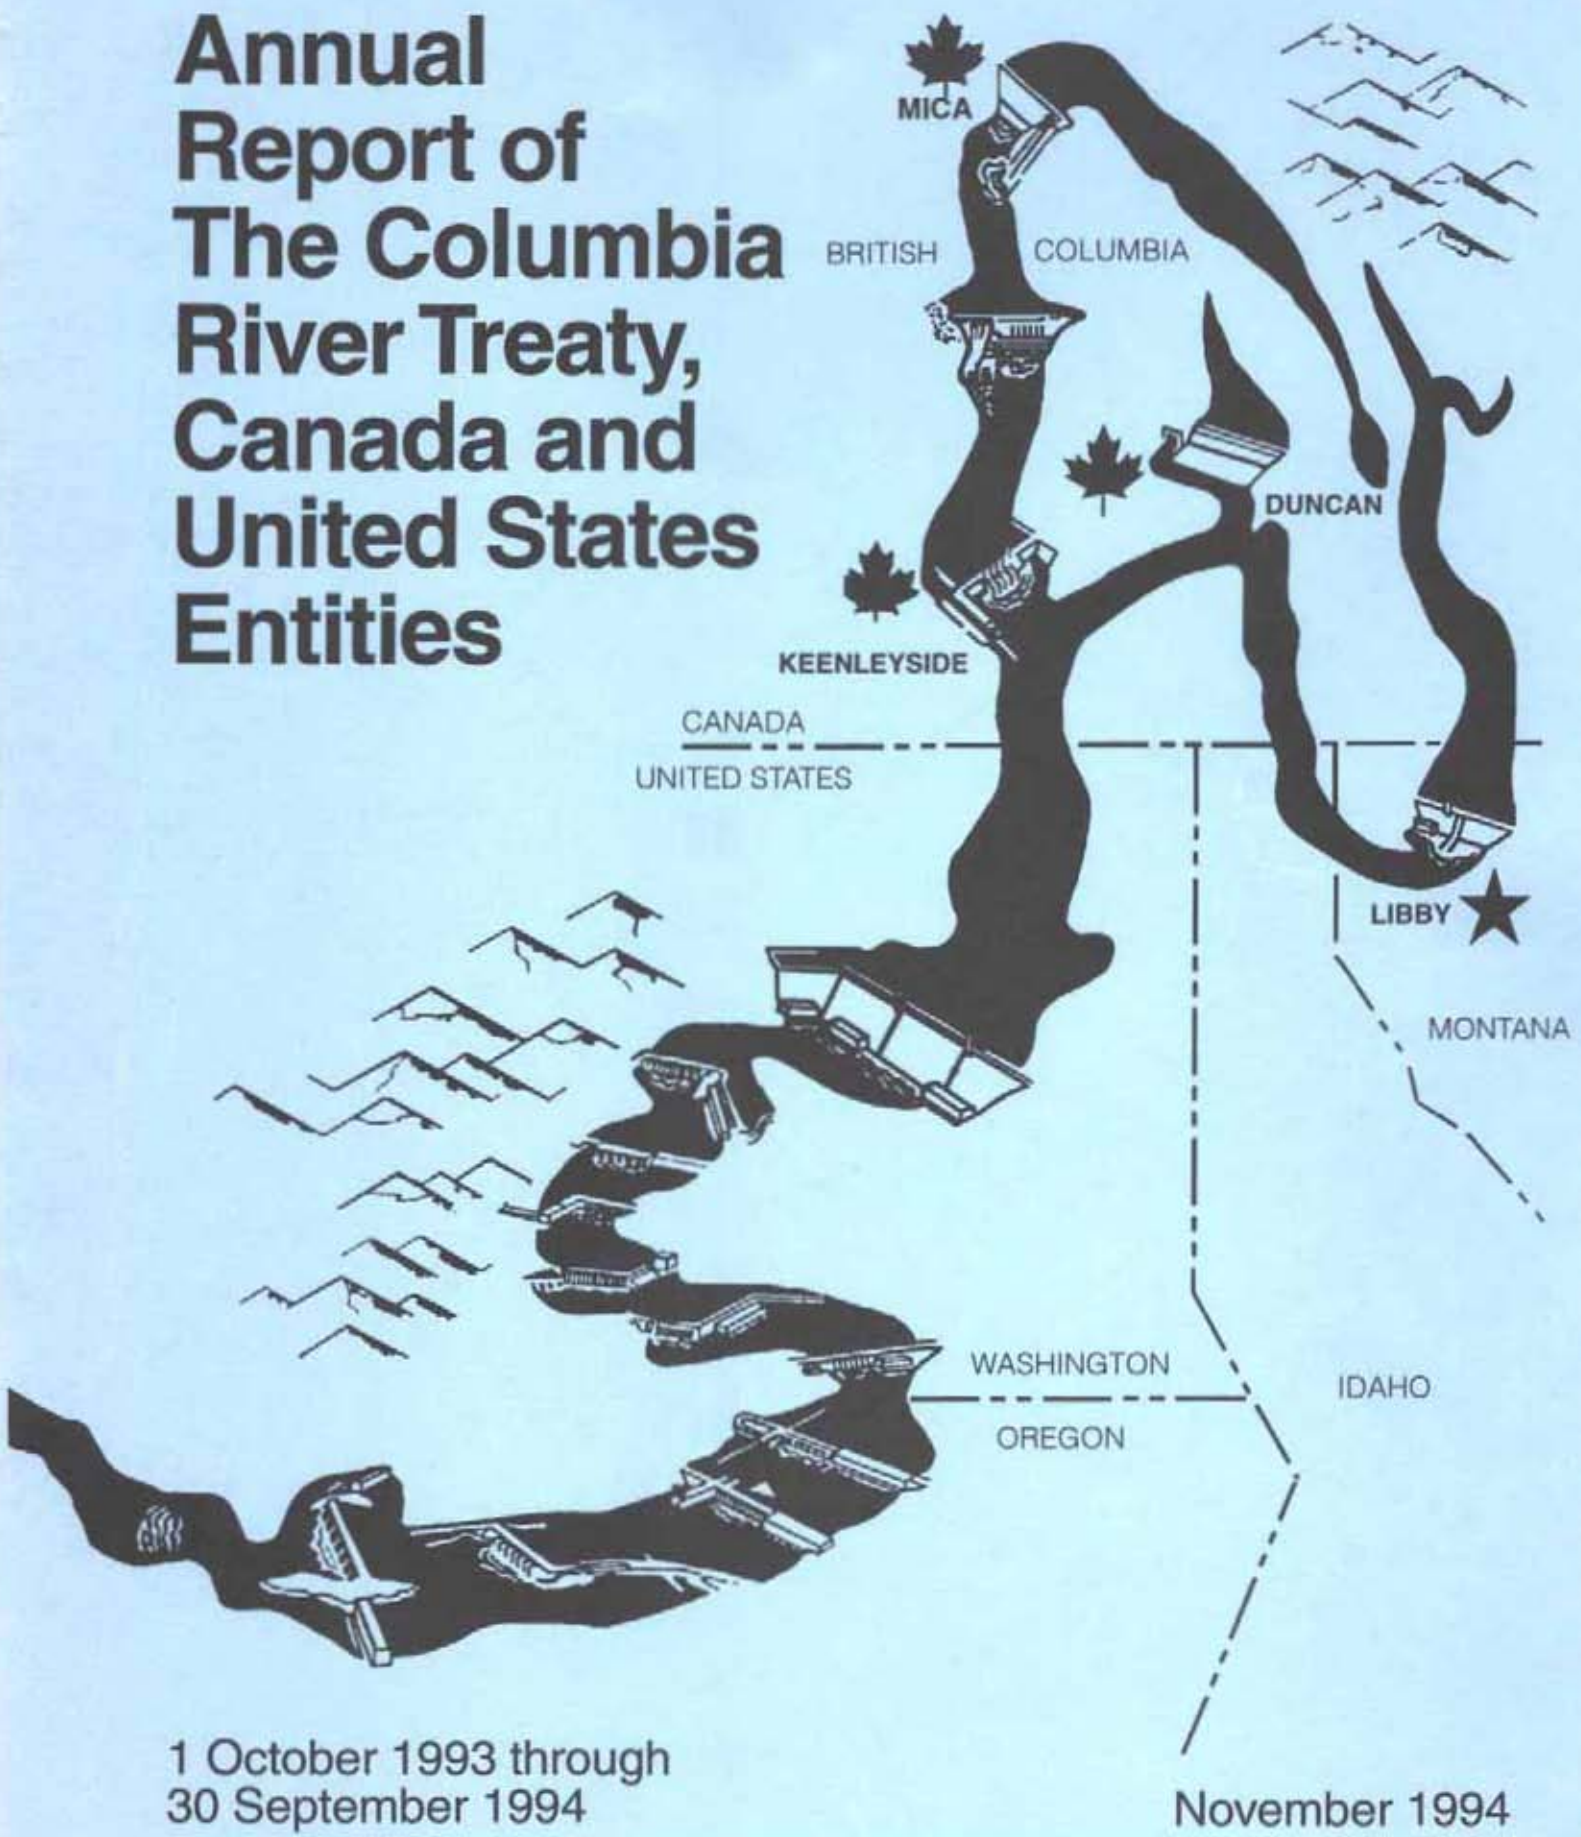 Annual
Report of
The Columbia
River Treaty,
Canada and
United States
Entities
MICA
BRITISH COLUMBIA
DUNCAN
KEENLEYSIDE
CANADA
UNITED STATES
LIBBY
MONTANA
WASHINGTON
IDAHO
OREGON
1 October 1993 through
30 September 1994
November 1994